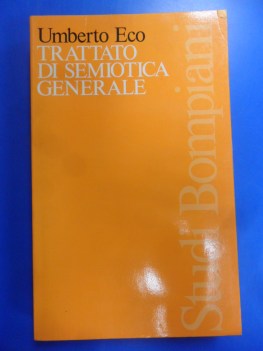 Umberto Eco
TRATTATO
DI SEMIOTICA
GENERALE
Studi Bompiani